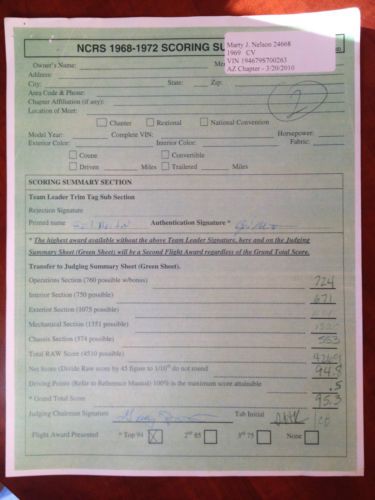 NCRS 1968-1972 SCORING
Marty J. Nelson 24668
1969 CV
VIN 194679S700263
AZ Chapter - 3/20/2010
Owner's Name:
Address:
City: State: Zip:
Area Code & Phone:
Chapter Affiliation (if any):
Location of Meet:
2
Chapter Regional National Convention
Model Year: Complete VIN: Horsepower:
Exterior Color: Interior Color: Fabric:
Coupe Convertible
Driven Miles Trailered Miles
SCORING SUMMARY SECTION
Team Leader Trim Tag Sub Section
Rejection Signature
Printed name Authentication Signature *
* The highest award available without the above Team Leader Signature, here and on the Judging
Summary Sheet (Green Sheet) will be a Second Flight Award regardless of the Grand Total Score.
Transfer to Judging Summary Sheet (Green Sheet).
Operations Section (760 possible w/bonus) 724
Interior Section (750 possible) 671
Exterior Section (1075 possible)
Mechanical Section (1351 possible)
Chassis Section (574 possible) 553
Total RAW Score (4510 possible)
Net Score (Divide Raw score by 45 figure to 1/10th do not round 94.8
Driving Points (Refer to Reference Manual) 100% is the maximum score attainable .5
* Grand Total Score 95.3
Judging Chairman Signature Tab Initial
Flight Award Presented * Top 94 X 2nd 85 3rd 75 None